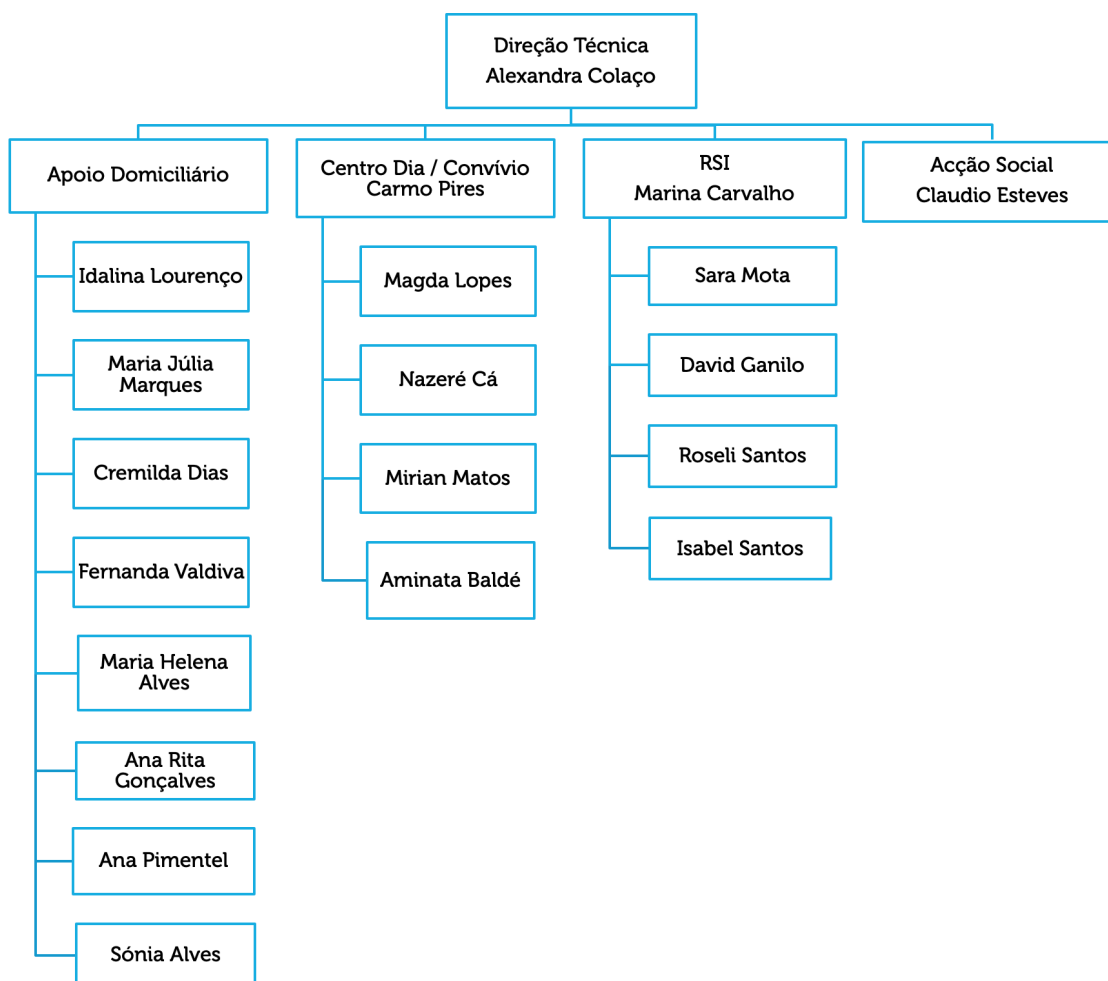 Direção Técnica
Alexandra Colaço
Apoio Domiciliário
Centro Dia / Convívio
Carmo Pires
RSI
Marina Carvalho
Acção Social
Claudio Esteves
Idalina Lourenço
Maria Júlia
Marques
Cremilda Dias
Fernanda Valdiva
Maria Helena
Alves
Ana Rita
Gonçalves
Ana Pimentel
Sónia Alves
Magda Lopes
Nazeré Cá
Mirian Matos
Aminata Baldé
Sara Mota
David Ganilo
Roseli Santos
Isabel Santos